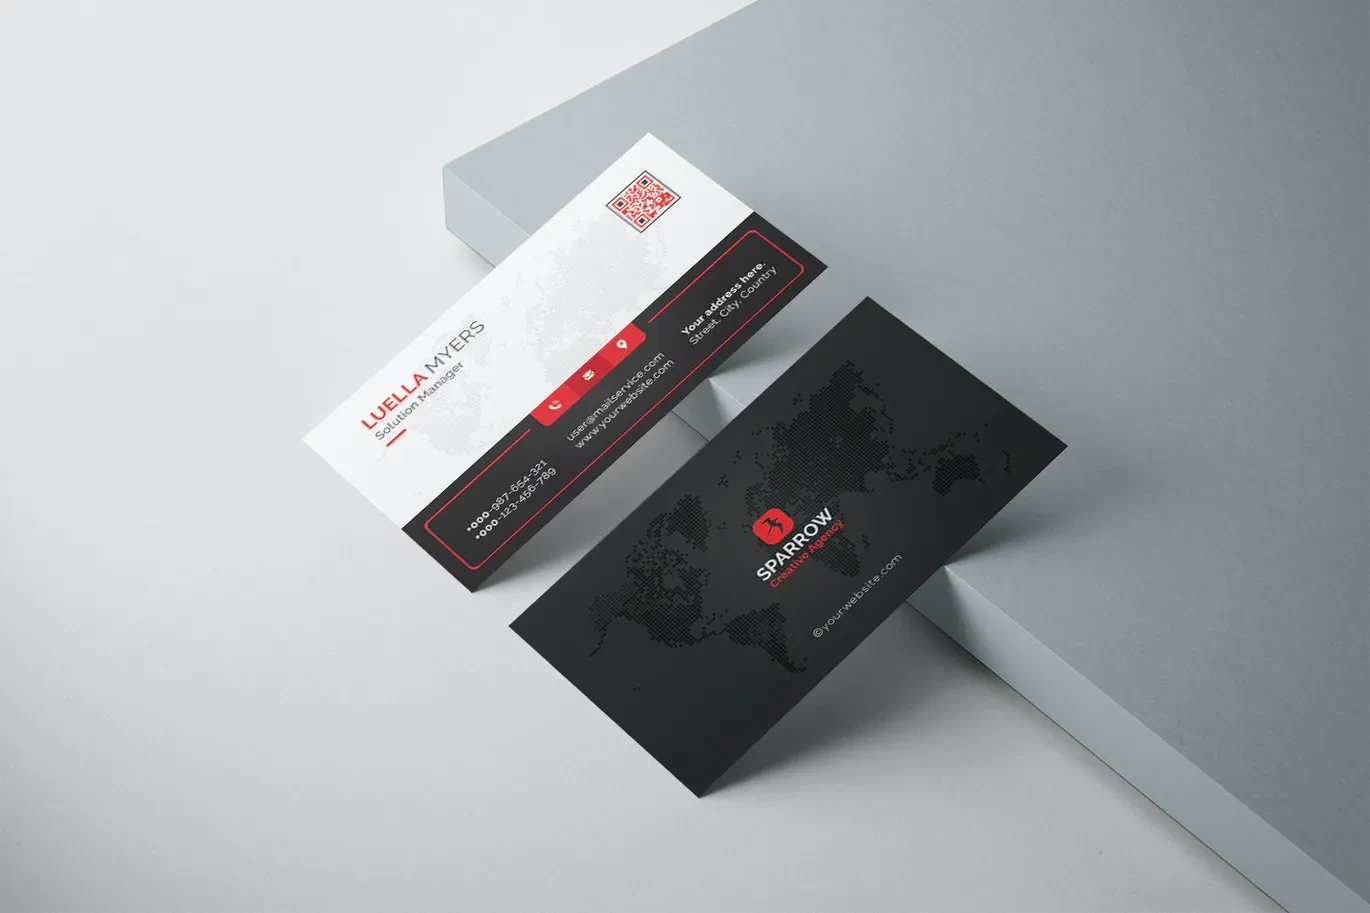 LUELLA MYERS
Solution Manager
+000-987-654-321
+000-123-456-789
user@mailservice.com
www.yourwebsite.com
Your address here.
Street. City, Country
SPARROW
Creative Agency
©yourwebsite.com